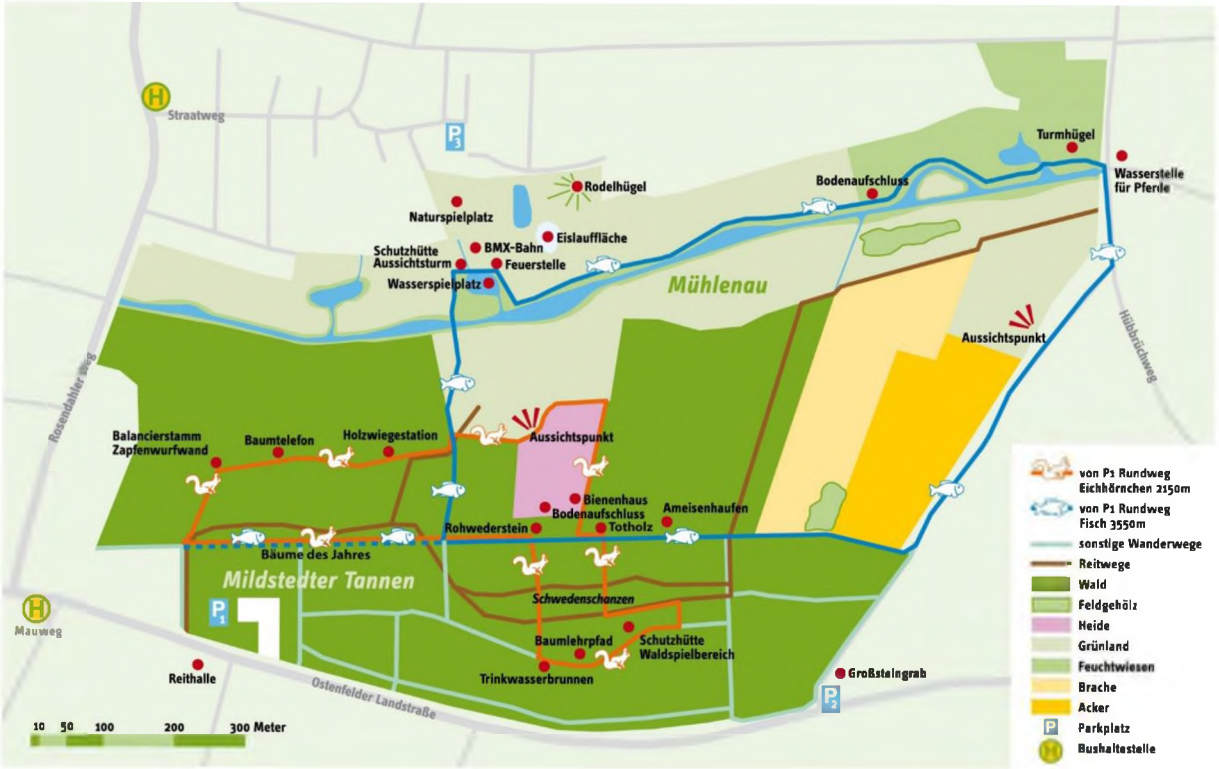 H
Straatweg
P3
Turmhügel
Wasserstelle
für Pferde
Bodenaufschluss
Rodelhügel
Naturspielplatz
Eislauffläche
BMX-Bahn
Schutzhütte
Aussichtsturm
Feuerstelle
Wasserspielplatz
Mühlenau
Aussichtspunkt
Hübbrüchweg
Rosendahler Weg
Balancierstamm
Zapfenwurfwand
Baumtelefon
Holzwiegestation
Aussichtspunkt
Bienenhaus
Bodenaufschluss
Ameisenhaufen
Rohwederstein
Totholz
Bäume des Jahres
Mildstedter Tannen
Schwedenschanzen
P1
H
Mauweg
Baumlehrpfad
Schutzhütte
Waldspielbereich
Trinkwasserbrunnen
Reithalle
Ostenfelder Landstraße
Großsteingrab
P2
10 50 100 200 300 Meter
von P1 Rundweg
Eichhörnchen 2150m
von P1 Rundweg
Fisch 3550m
sonstige Wanderwege
Reitwege
Wald
Feldgehölz
Heide
Grünland
Feuchtwiesen
Brache
Acker
P Parkplatz
H Bushaltestelle